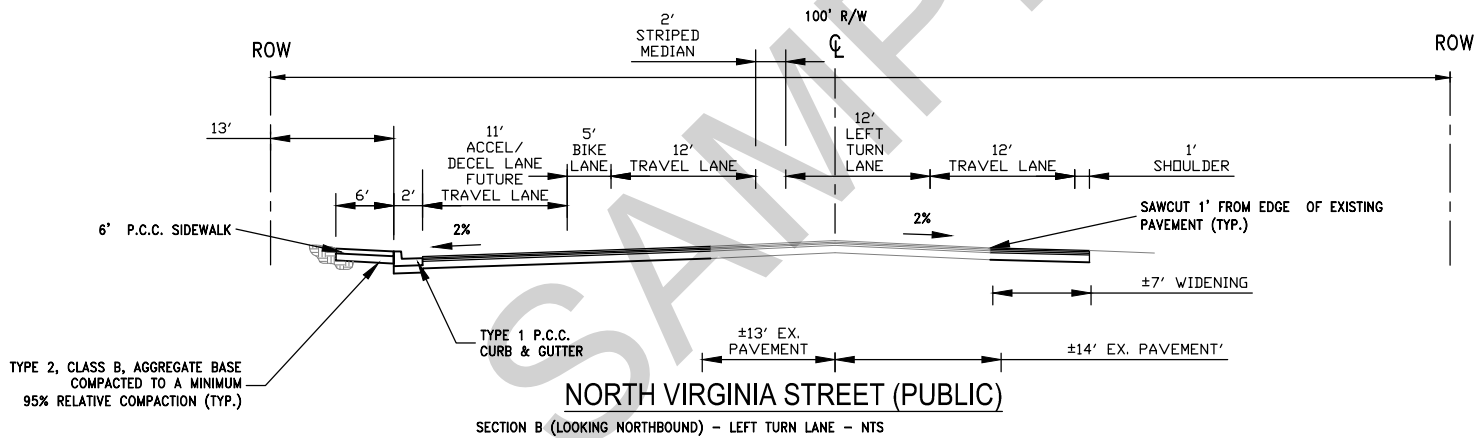 100' R/W
℄
2'
STRIPED
MEDIAN
ROW
ROW
13'
11'
ACCEL/
DECEL LANE
FUTURE
TRAVEL LANE
5'
BIKE
LANE
12'
TRAVEL LANE
12'
LEFT
TURN
LANE
12'
TRAVEL LANE
1'
SHOULDER
6'
2'
6' P.C.C. SIDEWALK
2%
2%
SAWCUT 1' FROM EDGE OF EXISTING
PAVEMENT (TYP.)
±7' WIDENING
TYPE 1 P.C.C.
CURB & GUTTER
±13' EX.
PAVEMENT
±14' EX. PAVEMENT'
TYPE 2, CLASS B, AGGREGATE BASE
COMPACTED TO A MINIMUM
95% RELATIVE COMPACTION (TYP.)
NORTH VIRGINIA STREET (PUBLIC)
SECTION B (LOOKING NORTHBOUND) - LEFT TURN LANE - NTS
SAMP